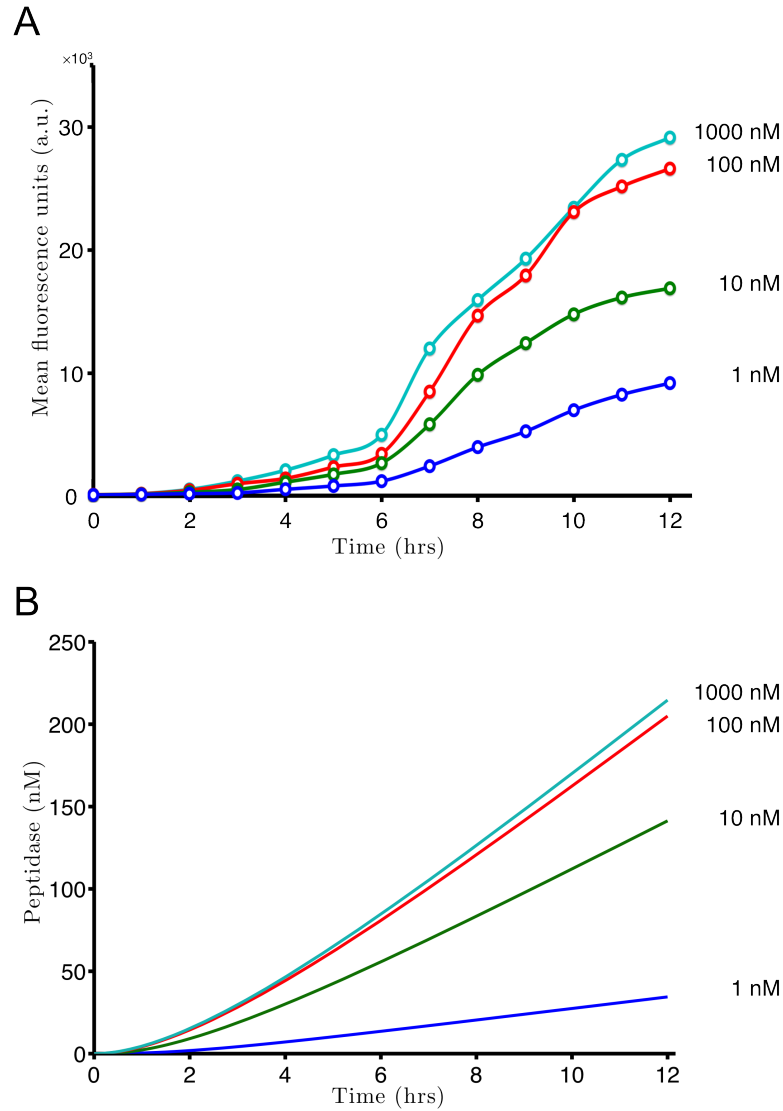 A
×10³
Mean fluorescence units (a.u.)
30
20
10
0
0 2 4 6 8 10 12
Time (hrs)
1000 nM
100 nM
10 nM
1 nM
B
Peptidase (nM)
250
200
150
100
50
0
0 2 4 6 8 10 12
Time (hrs)
1000 nM
100 nM
10 nM
1 nM